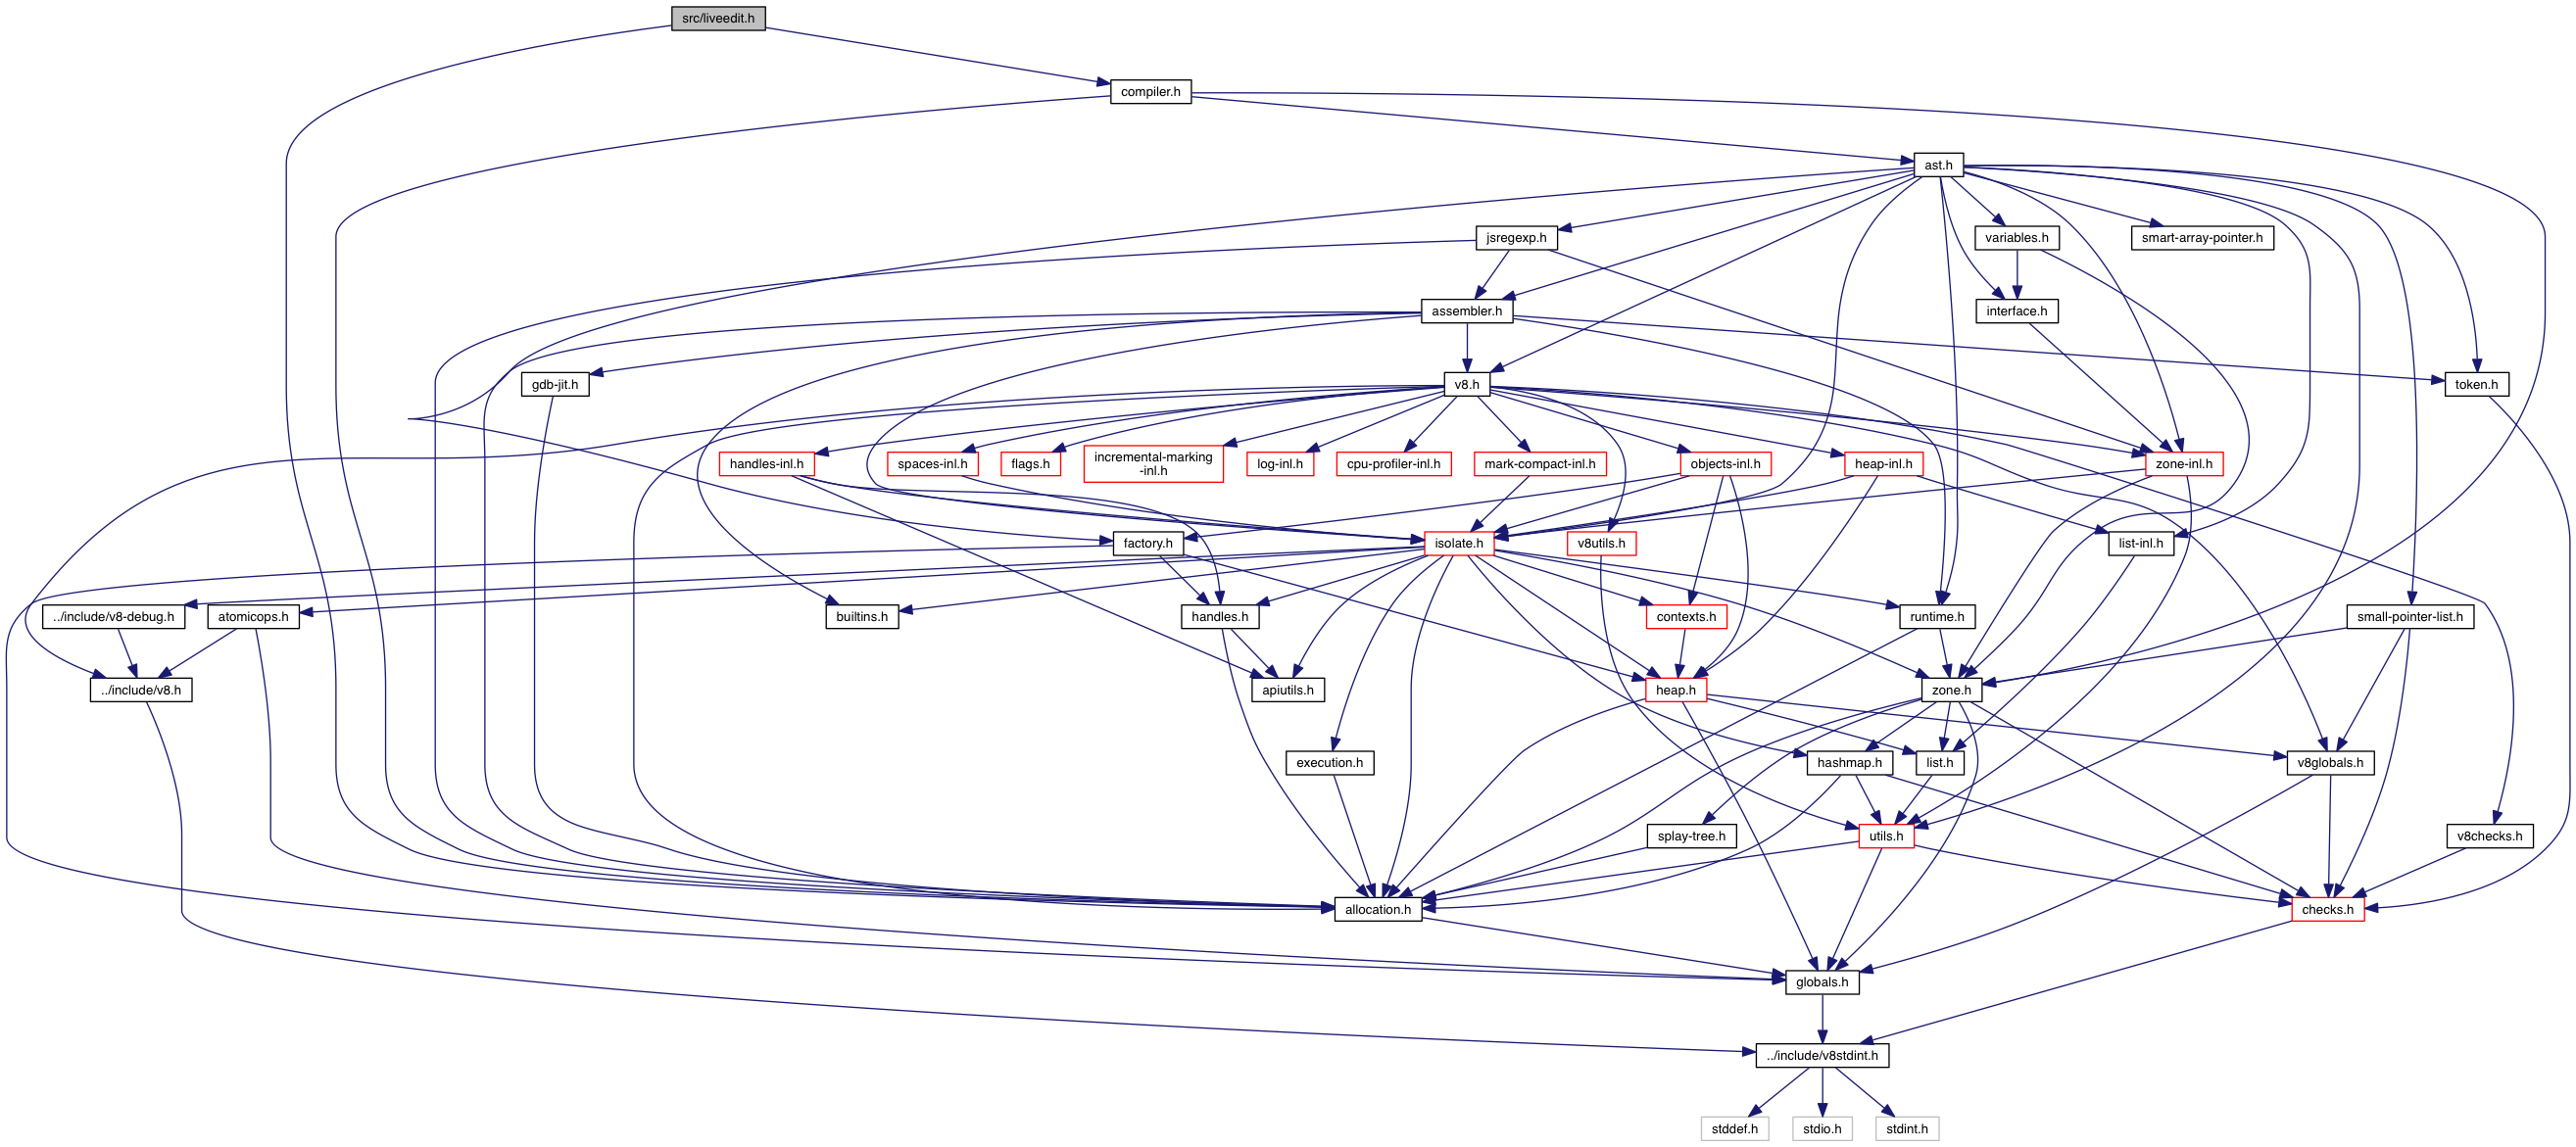 src/liveedit.h
compiler.h
ast.h
jsregexp.h
variables.h
smart-array-pointer.h
assembler.h
interface.h
gdb-jit.h
v8.h
token.h
handles-inl.h
spaces-inl.h
flags.h
incremental-marking
-inl.h
log-inl.h
cpu-profiler-inl.h
mark-compact-inl.h
objects-inl.h
heap-inl.h
zone-inl.h
factory.h
isolate.h
v8utils.h
list-inl.h
../include/v8-debug.h
atomicops.h
builtins.h
handles.h
contexts.h
runtime.h
small-pointer-list.h
../include/v8.h
apiutils.h
heap.h
zone.h
execution.h
hashmap.h
list.h
v8globals.h
splay-tree.h
utils.h
v8checks.h
allocation.h
checks.h
globals.h
../include/v8stdint.h
stddef.h
stdio.h
stdint.h